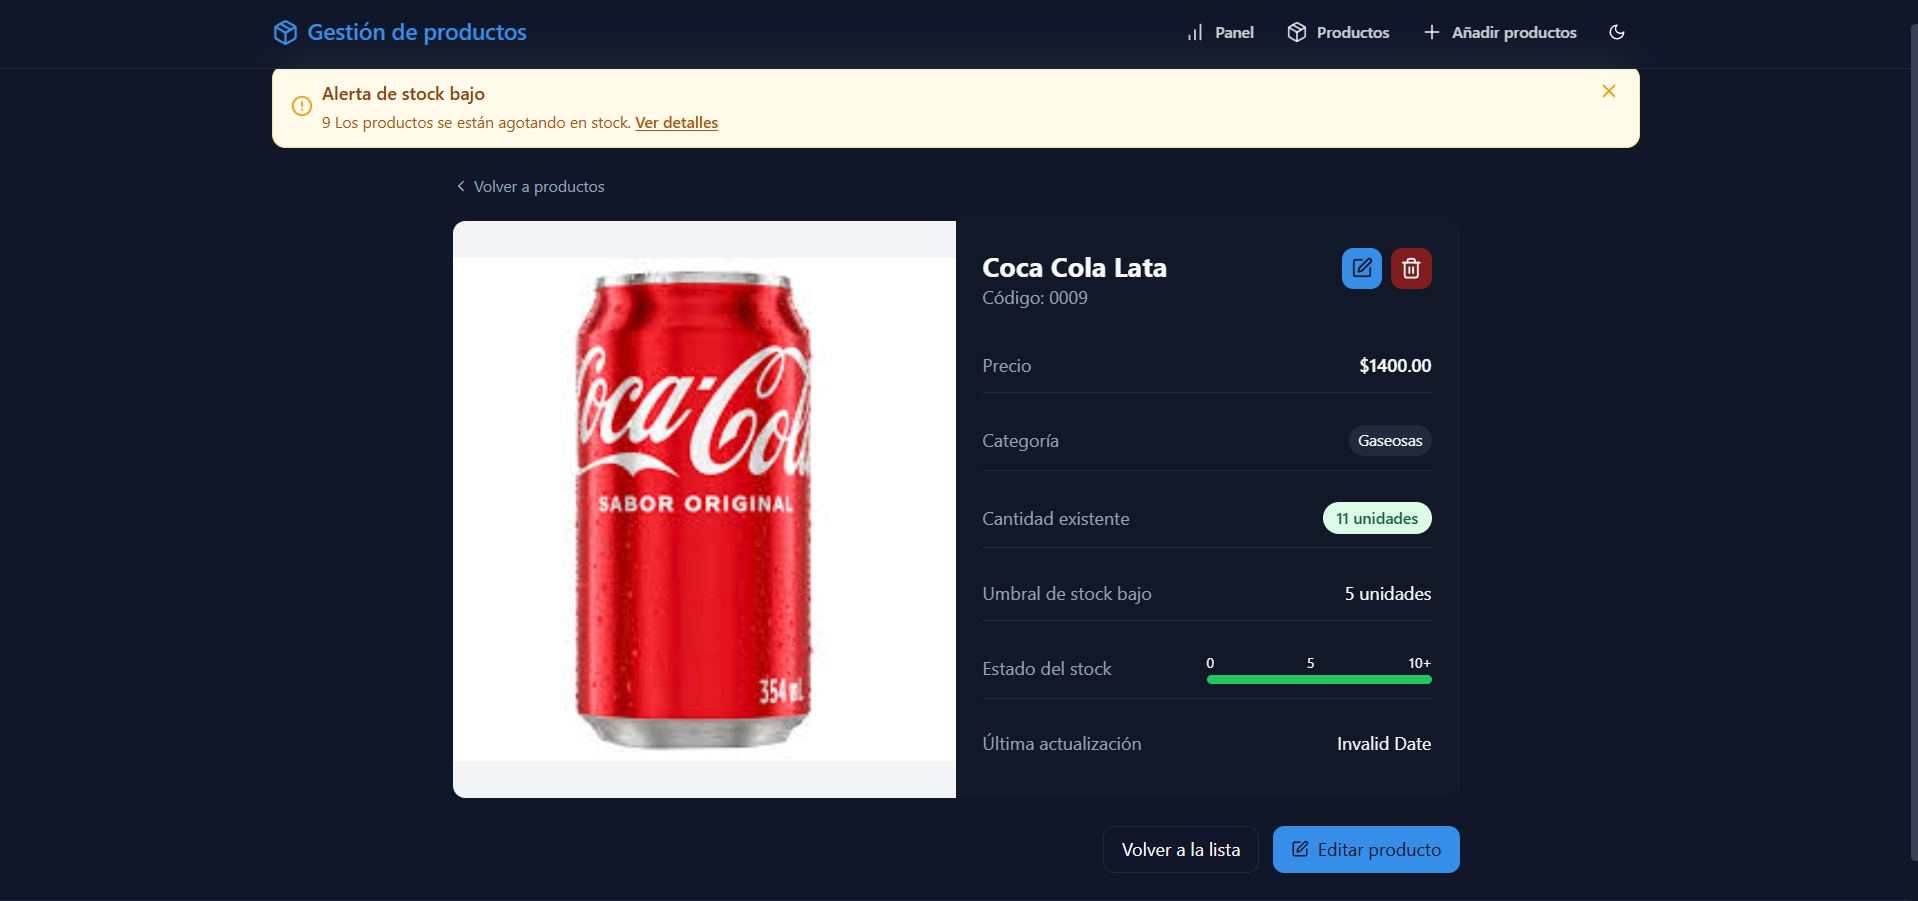 Gestión de productos
Panel
Productos
Añadir productos
Alerta de stock bajo
9 Los productos se están agotando en stock. Ver detalles
Volver a productos
Coca-Cola
SABOR ORIGINAL
354 mL
Coca Cola Lata
Código: 0009
Precio
$1400.00
Categoría
Gaseosas
Cantidad existente
11 unidades
Umbral de stock bajo
5 unidades
Estado del stock
0 5 10+
Última actualización
Invalid Date
Volver a la lista
Editar producto